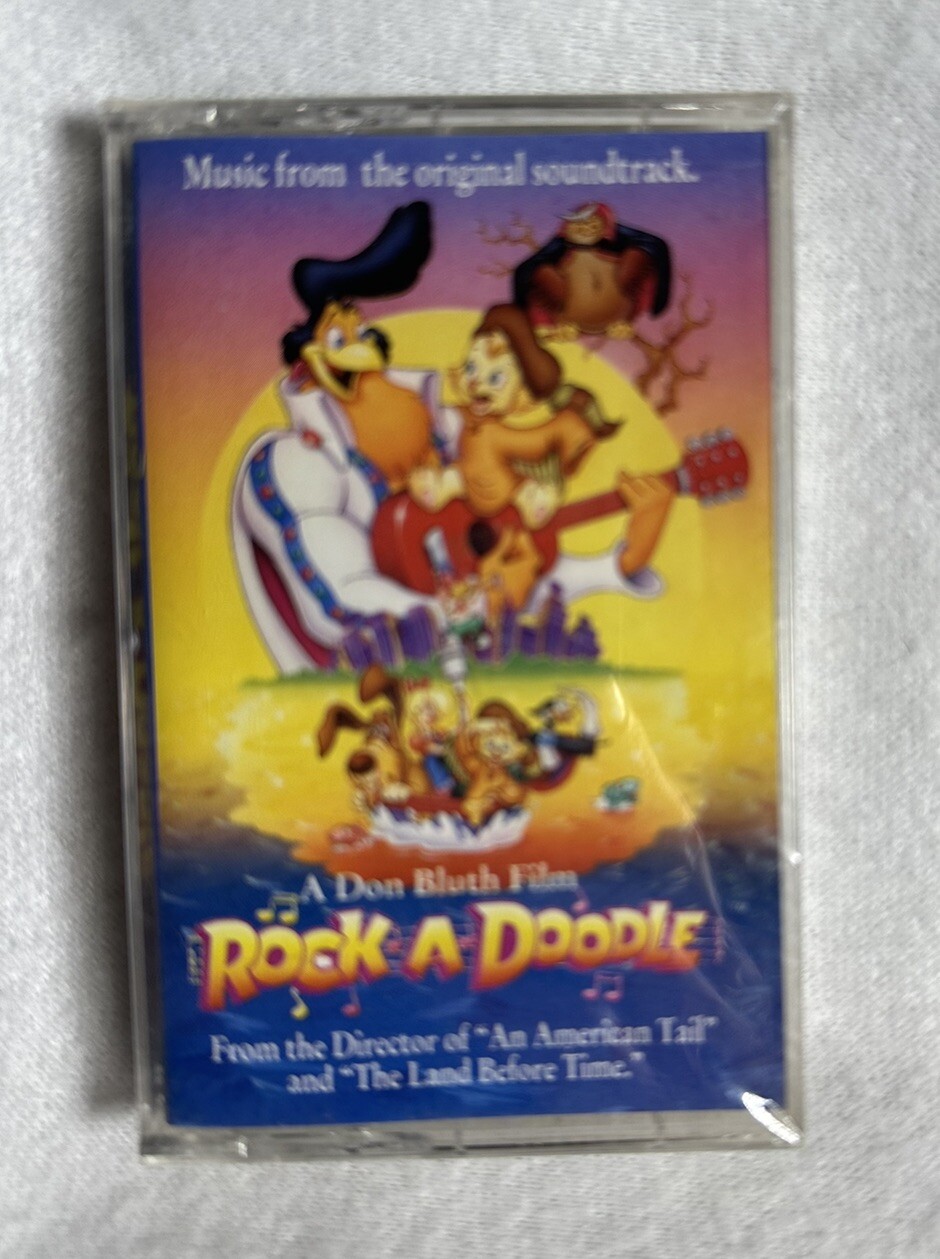 Music from the original soundtrack.
A Don Bluth Film
ROCK-A-DOODLE
From the Director of "An American Tail"
and "The Land Before Time."